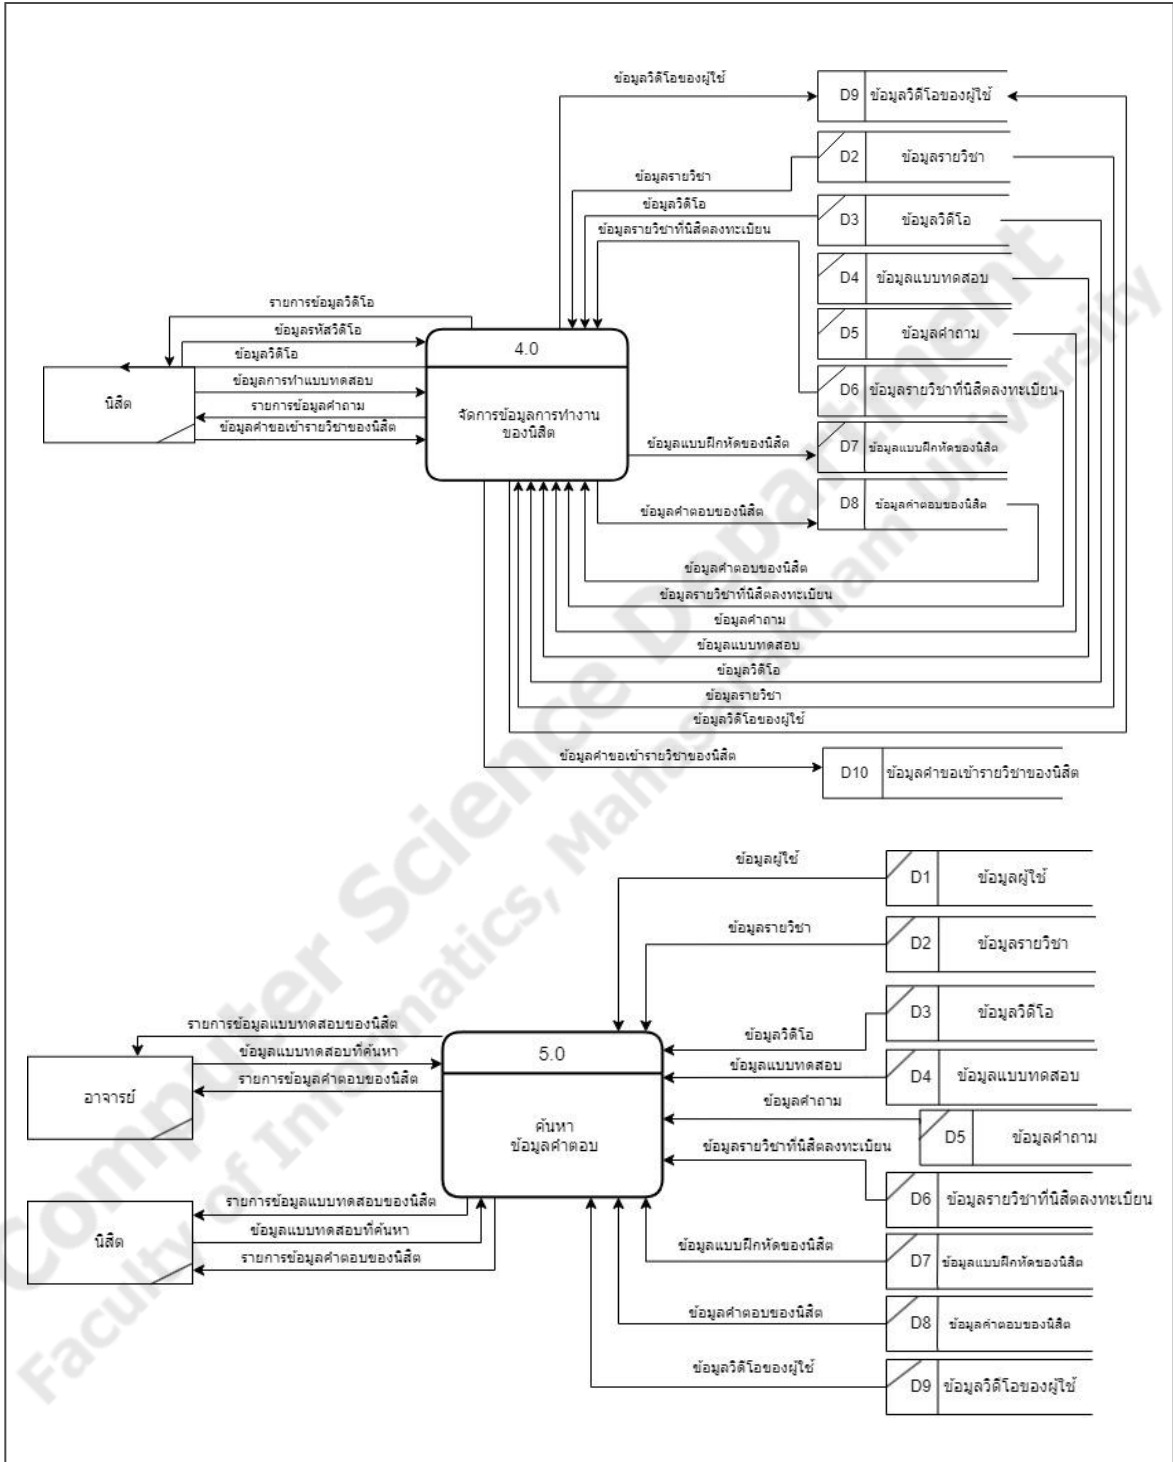 ข้อมูลวิดีโอของผู้ใช้
D9 ข้อมูลวิดีโอของผู้ใช้
D2 ข้อมูลรายวิชา
ข้อมูลรายวิชา
ข้อมูลวิดีโอ
D3 ข้อมูลวิดีโอ
ข้อมูลรายวิชาที่นิสิตลงทะเบียน
D4 ข้อมูลแบบทดสอบ
รายการข้อมูลวิดีโอ
ข้อมูลรหัสวิดีโอ
D5 ข้อมูลคำถาม
4.0
ข้อมูลวิดีโอ
ข้อมูลการทำแบบทดสอบ
D6 ข้อมูลรายวิชาที่นิสิตลงทะเบียน
นิสิต
รายการข้อมูลคำถาม
จัดการข้อมูลการทำงาน
ของนิสิต
ข้อมูลคำขอเข้ารายวิชาของนิสิต
ข้อมูลแบบฝึกหัดของนิสิต
D7 ข้อมูลแบบฝึกหัดของนิสิต
D8 ข้อมูลคำตอบของนิสิต
ข้อมูลคำตอบของนิสิต
ข้อมูลคำตอบของนิสิต
ข้อมูลรายวิชาที่นิสิตลงทะเบียน
ข้อมูลคำถาม
ข้อมูลแบบทดสอบ
ข้อมูลวิดีโอ
ข้อมูลรายวิชา
ข้อมูลวิดีโอของผู้ใช้
ข้อมูลคำขอเข้ารายวิชาของนิสิต
D10 ข้อมูลคำขอเข้ารายวิชาของนิสิต
ข้อมูลผู้ใช้
D1 ข้อมูลผู้ใช้
ข้อมูลรายวิชา
D2 ข้อมูลรายวิชา
D3 ข้อมูลวิดีโอ
รายการข้อมูลแบบทดสอบของนิสิต
ข้อมูลวิดีโอ
ข้อมูลแบบทดสอบที่ค้นหา
5.0
ข้อมูลแบบทดสอบ
D4 ข้อมูลแบบทดสอบ
รายการข้อมูลคำตอบของนิสิต
อาจารย์
ข้อมูลคำถาม
ค้นหา
ข้อมูลคำตอบ
D5 ข้อมูลคำถาม
ข้อมูลรายวิชาที่นิสิตลงทะเบียน
D6 ข้อมูลรายวิชาที่นิสิตลงทะเบียน
รายการข้อมูลแบบทดสอบของนิสิต
ข้อมูลแบบทดสอบที่ค้นหา
นิสิต
รายการข้อมูลคำตอบของนิสิต
ข้อมูลแบบฝึกหัดของนิสิต
D7 ข้อมูลแบบฝึกหัดของนิสิต
ข้อมูลคำตอบของนิสิต
D8 ข้อมูลคำตอบของนิสิต
ข้อมูลวิดีโอของผู้ใช้
D9 ข้อมูลวิดีโอของผู้ใช้
Computer Science Department
Faculty of Informatics, Mahasarakham University